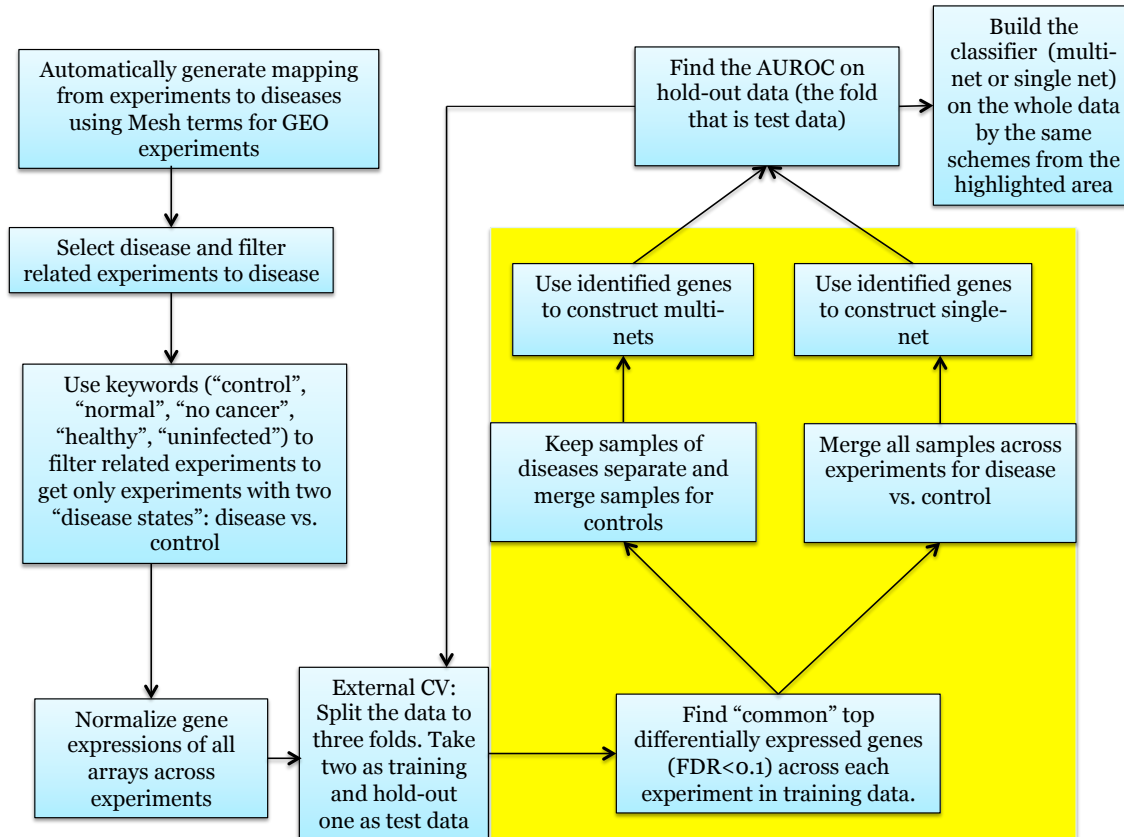 Automatically generate mapping
from experiments to diseases
using Mesh terms for GEO
experiments
Select disease and filter
related experiments to disease
Use keywords (“control”,
“normal”, “no cancer”,
“healthy”, “uninfected”) to
filter related experiments to
get only experiments with two
“disease states”: disease vs.
control
Normalize gene
expressions of all
arrays across
experiments
External CV:
Split the data to
three folds. Take
two as training
and hold-out
one as test data
Find “common” top
differentially expressed genes
(FDR<0.1) across each
experiment in training data.
Keep samples of
diseases separate and
merge samples for
controls
Merge all samples across
experiments for disease
vs. control
Use identified genes
to construct multi-
nets
Use identified genes
to construct single-
net
Find the AUROC on
hold-out data (the fold
that is test data)
Build the
classifier (multi-
net or single net)
on the whole data
by the same
schemes from the
highlighted area